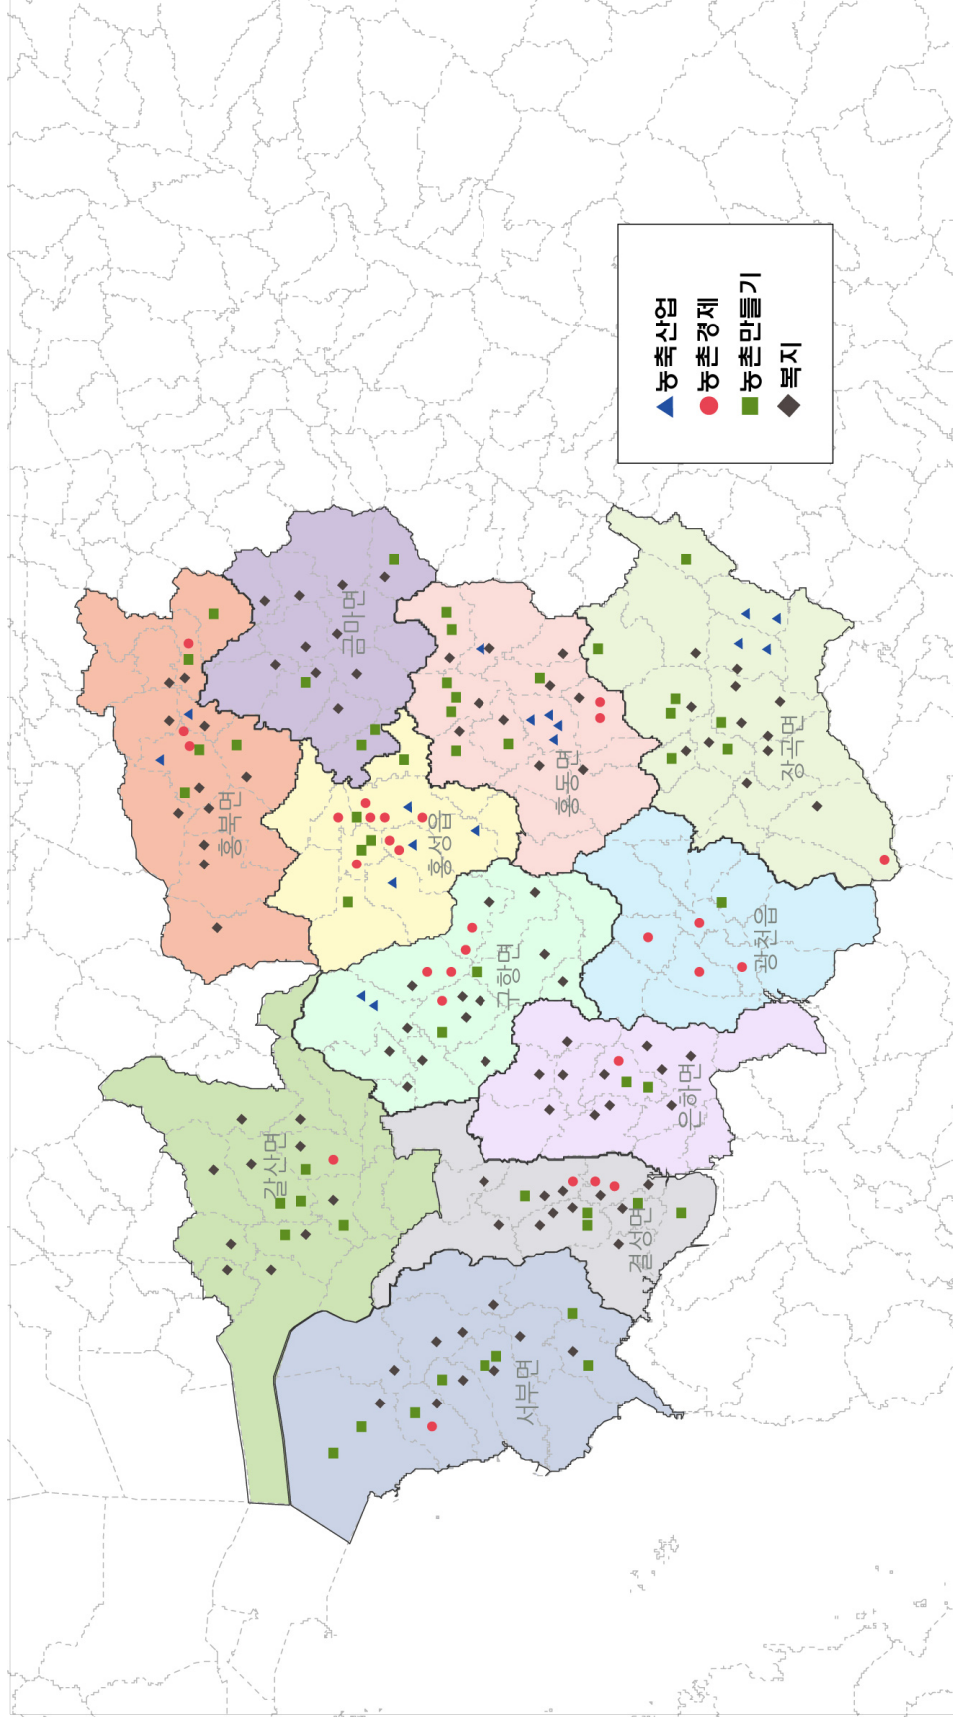 홍북면
금마면
갈산면
홍성읍
홍동면
구항면
서부면
결성면
은하면
광천읍
장곡면
농축산업
농촌경제
농촌만들기
복지